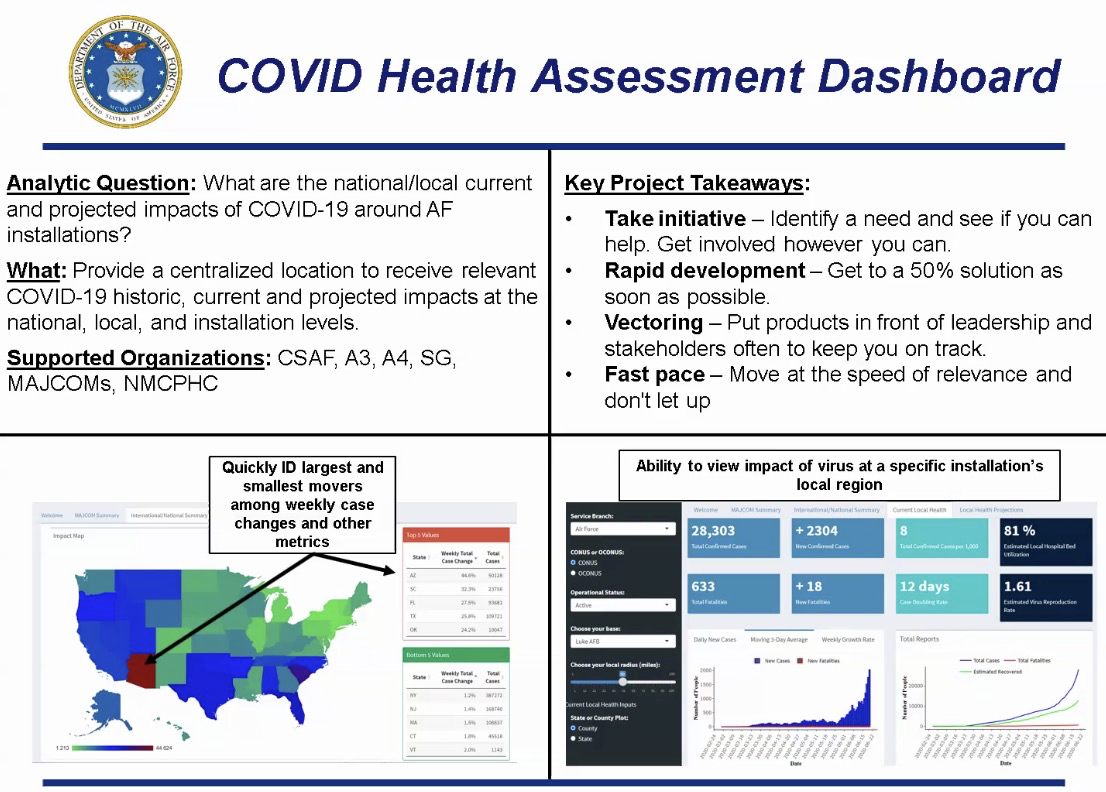 DEPARTMENT OF THE AIR FORCE
UNITED STATES OF AMERICA
MCMXLVII
COVID Health Assessment Dashboard
Analytic Question: What are the national/local current
and projected impacts of COVID-19 around AF
installations?
What: Provide a centralized location to receive relevant
COVID-19 historic, current and projected impacts at the
national, local, and installation levels.
Supported Organizations: CSAF, A3, A4, SG,
MAJCOMs, NMCPHC
Key Project Takeaways:
• Take initiative – Identify a need and see if you can
help. Get involved however you can.
• Rapid development – Get to a 50% solution as
soon as possible.
• Vectoring – Put products in front of leadership and
stakeholders often to keep you on track.
• Fast pace – Move at the speed of relevance and
don't let up
Quickly ID largest and
smallest movers
among weekly case
changes and other
metrics
Welcome MAJCOM Summary International/National Summary
Impact Map
Top 5 Values
State Weekly Total Case Change Total Cases
AZ 44.6%
SC 33.3%
FL 27.6%
TX 25.8% 109721
OK 24.2% 10047
Bottom 5 Values
State Weekly Total Case Change Total Cases
NY 1.2% 387272
NJ 1.4% 168740
MA 1.5%
CT 1.8% 45518
VT 2.0% 1143
1.213 44.624
Ability to view impact of virus at a specific installation's
local region
Welcome MAJCOM Summary International/National Summary Current Local Health Local Health Projections
Service Branch:
Air Force
CONUS or OCONUS:
CONUS
OCONUS
Operational Status:
Active
Choose your base:
Luke AFB
Choose your local radius (miles):
Current Local Health Inputs
State or County Plot:
County
State
28,303
Total Confirmed Cases
+ 2304
New Confirmed Cases
8
Total Confirmed Cases per 1,000
81 %
Estimated Local Hospital Bed
Utilization
633
Total Fatalities
+ 18
New Fatalities
12 days
Case Doubling Rate
1.61
Estimated Virus Reproduction
Rate
Daily New Cases Moving 3-Day Average Weekly Growth Rate
New Cases New Fatalities
Number of People
2000
1500
1000
500
0
Date
Total Reports
Total Cases Total Fatalities
Estimated Recovered
Number of People
20000
10000
0
Date